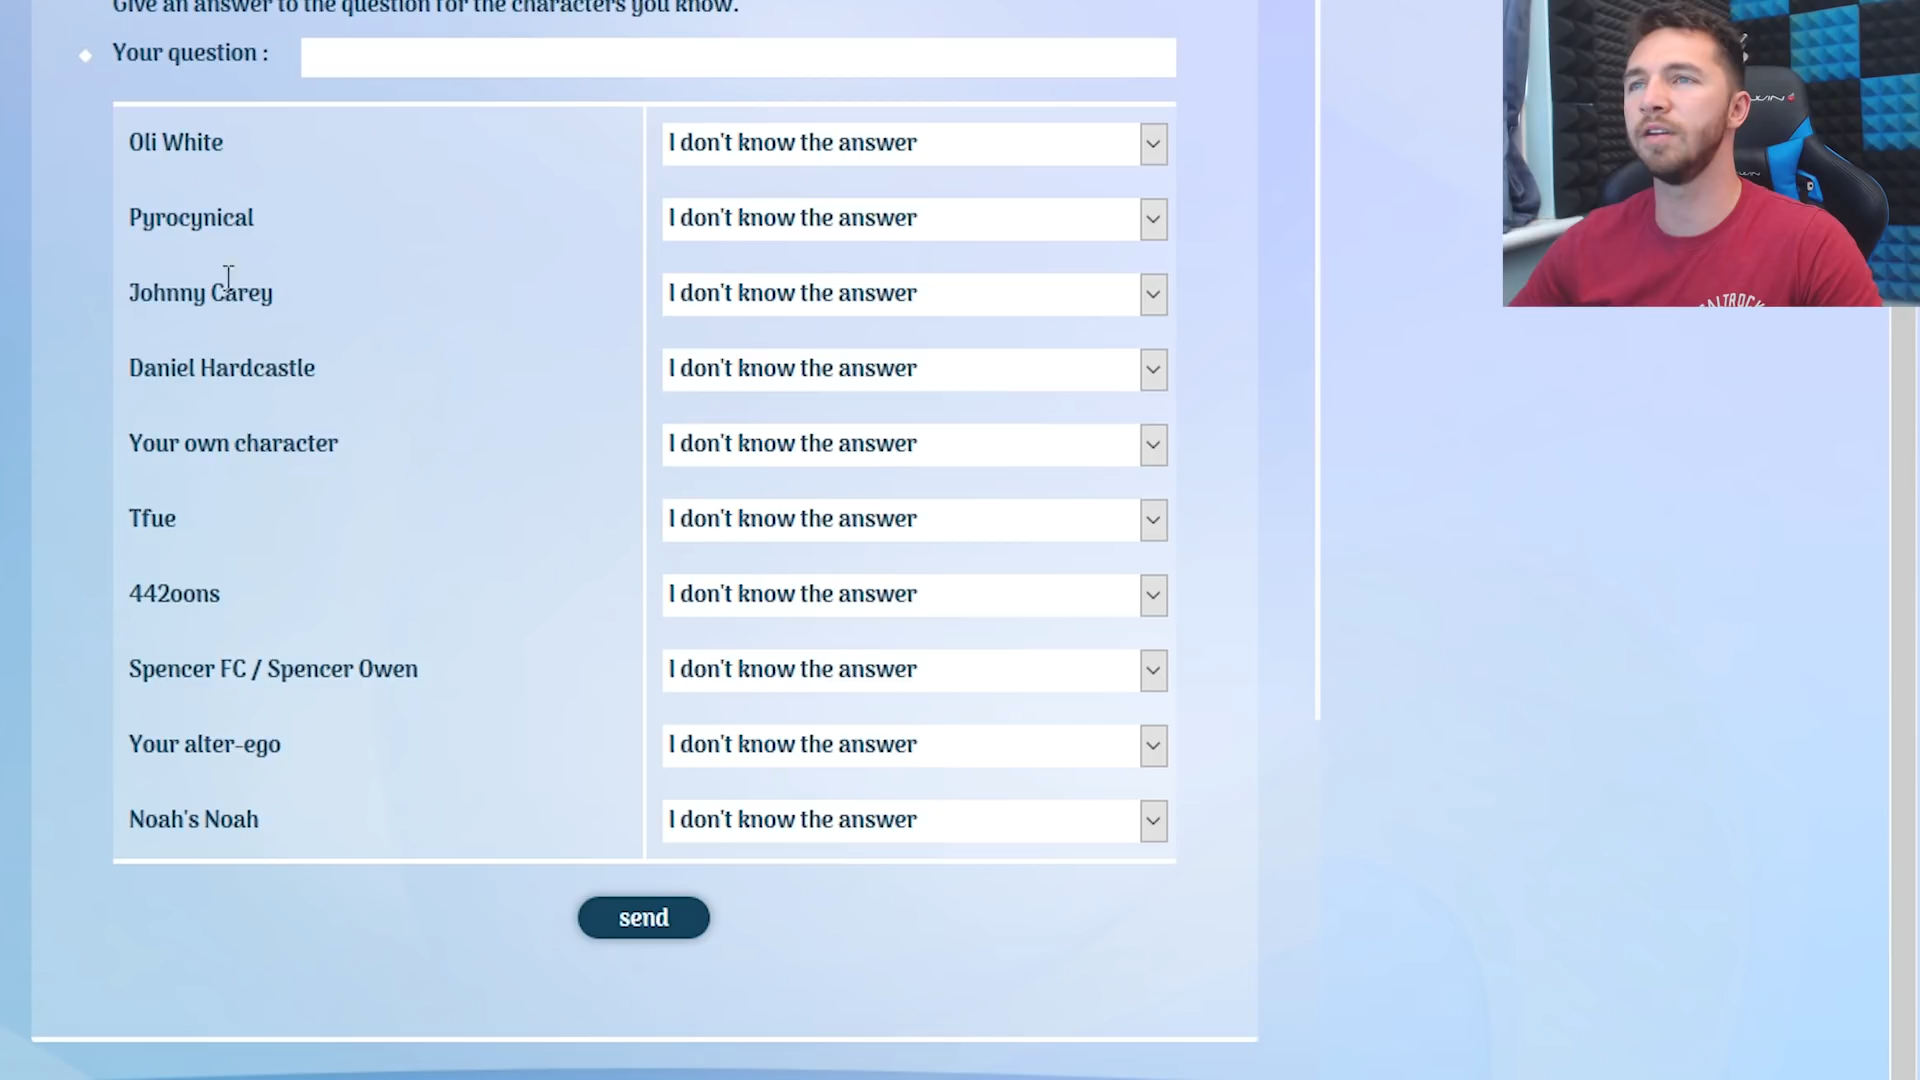 Give an answer to the question for the characters you know.
Your question :
Oli White I don't know the answer
Pyrocynical I don't know the answer
Johnny Carey I don't know the answer
Daniel Hardcastle I don't know the answer
Your own character I don't know the answer
Tfue I don't know the answer
442oons I don't know the answer
Spencer FC / Spencer Owen I don't know the answer
Your alter-ego I don't know the answer
Noah's Noah I don't know the answer
send